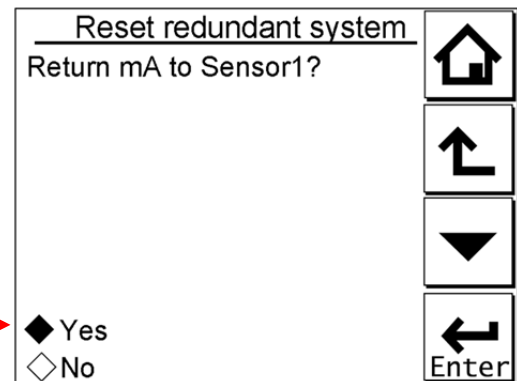 Reset redundant system
Return mA to Sensor1?
Yes
No
Enter